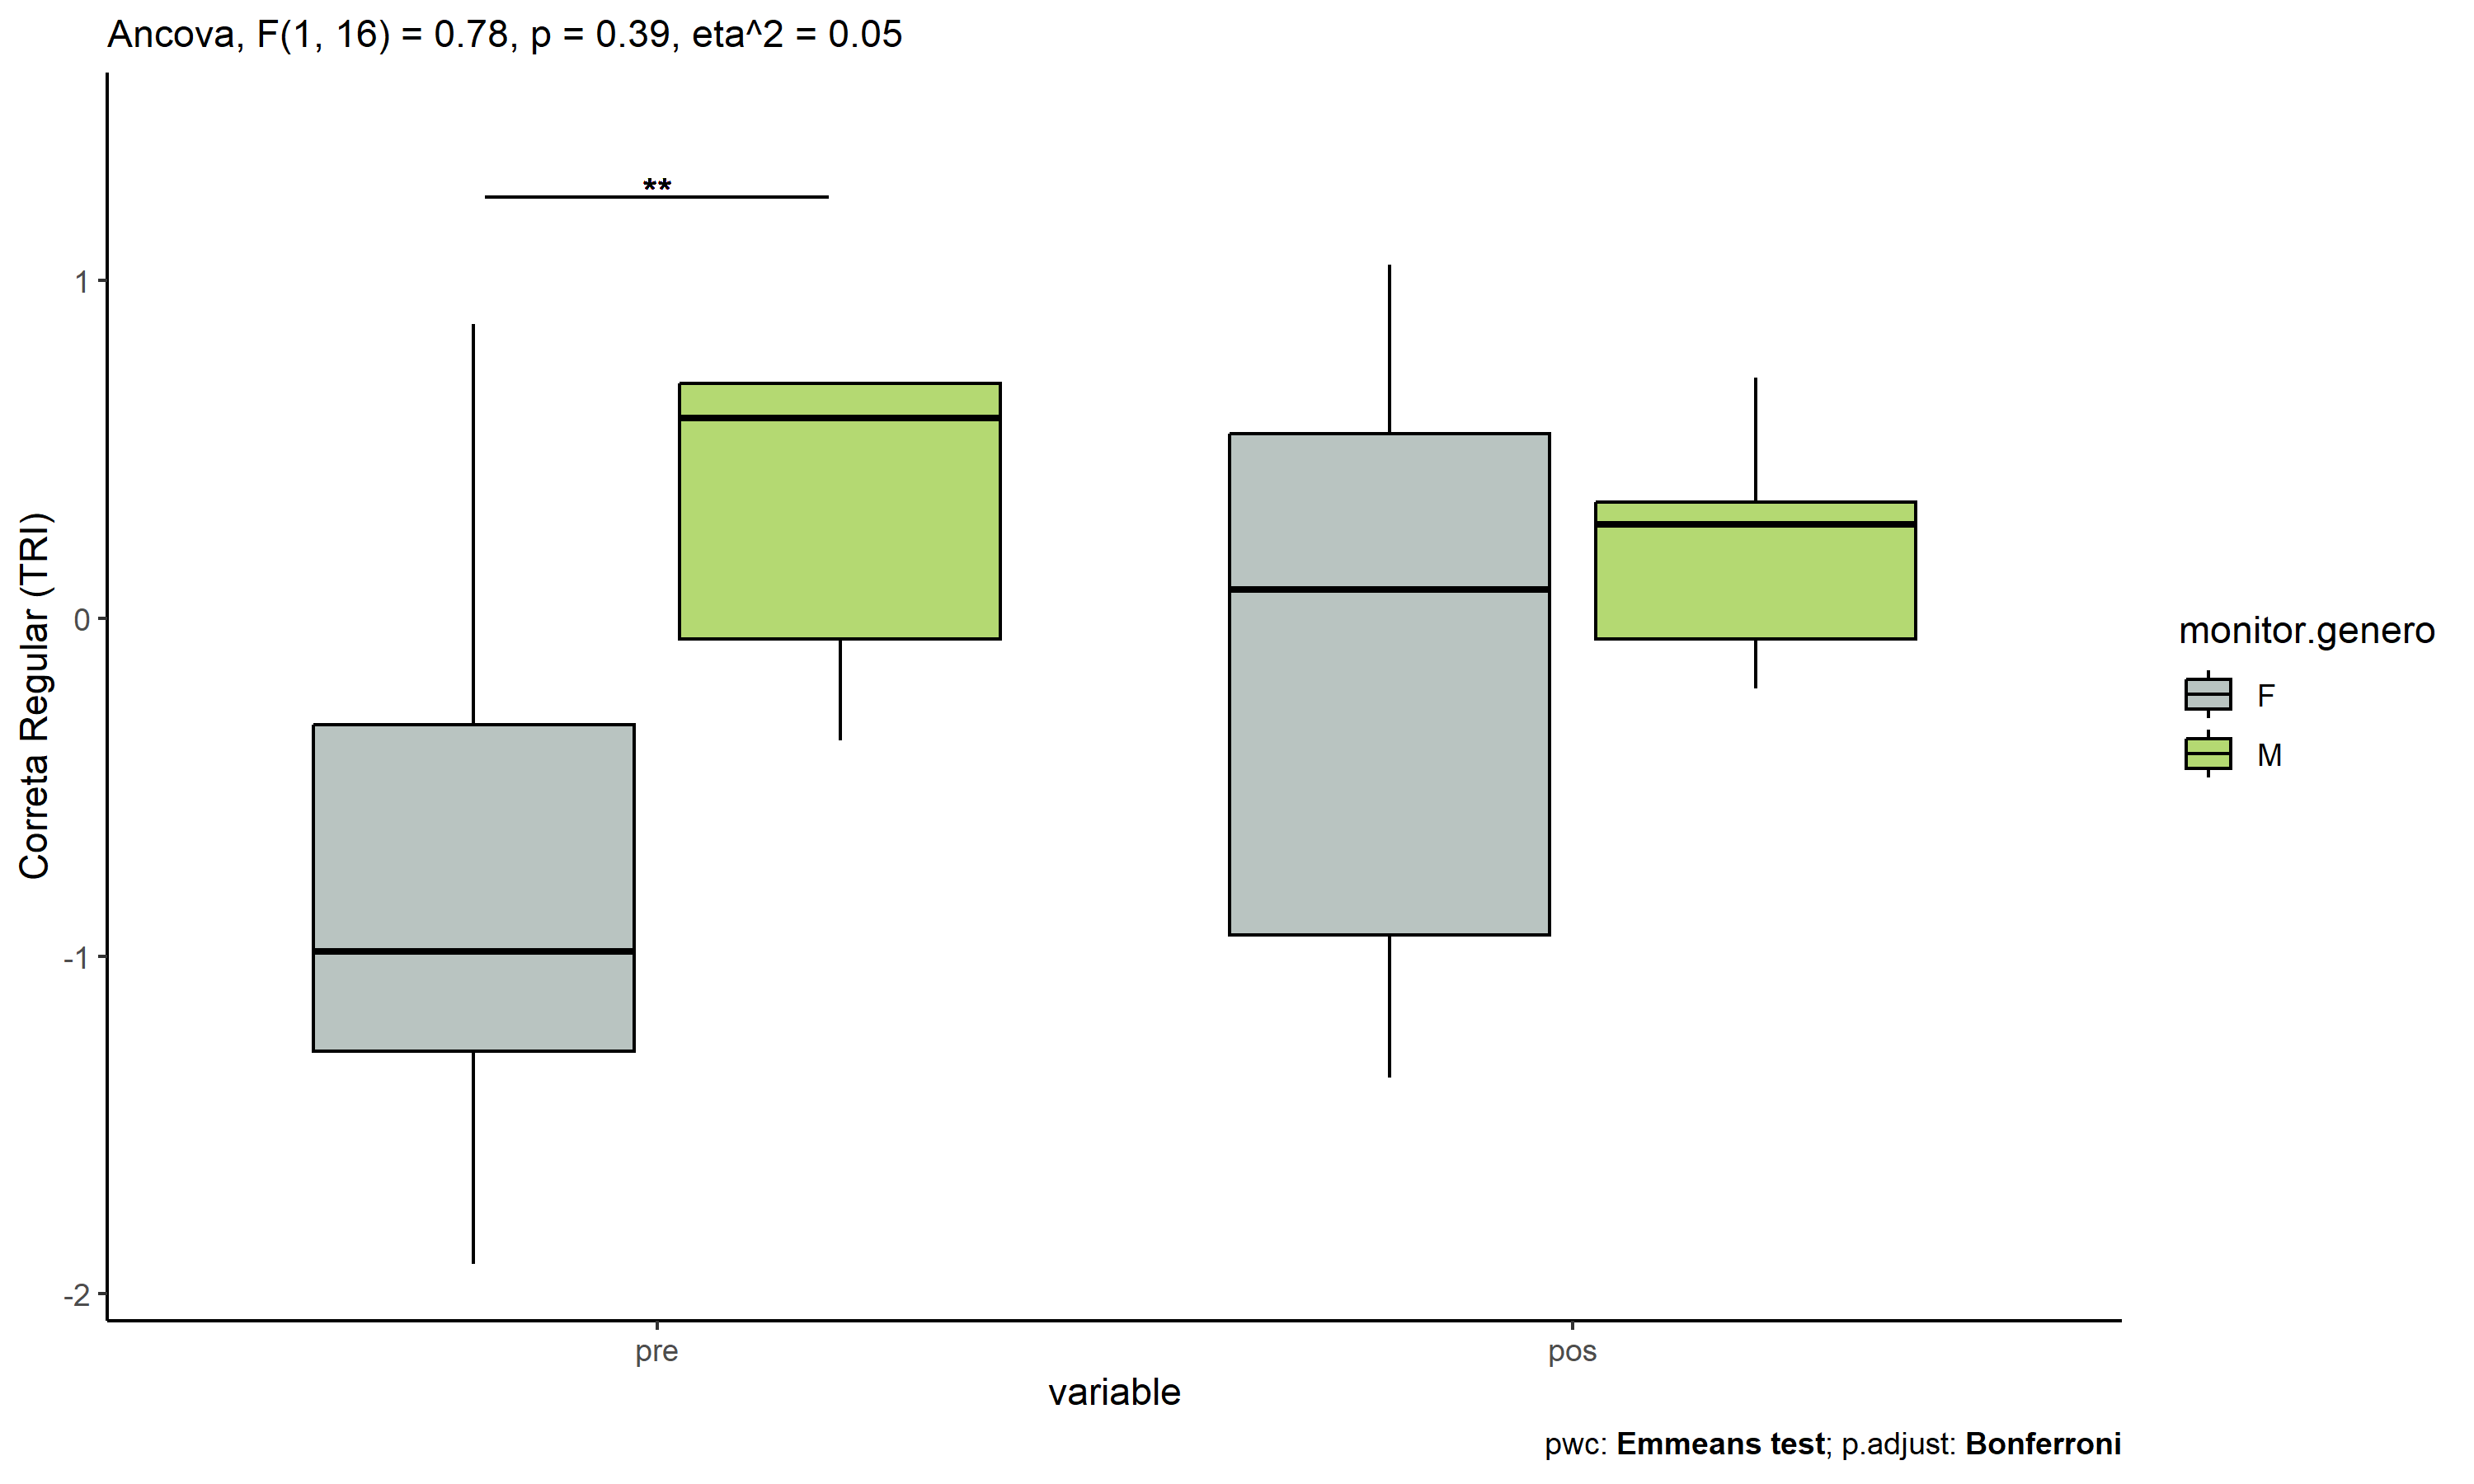 Ancova, F(1, 16) = 0.78, p = 0.39, eta^2 = 0.05
**
1
0
-1
-2
Correta Regular (TRI)
pre
pos
variable
monitor.genero
F
M
pwc: Emmeans test; p.adjust: Bonferroni